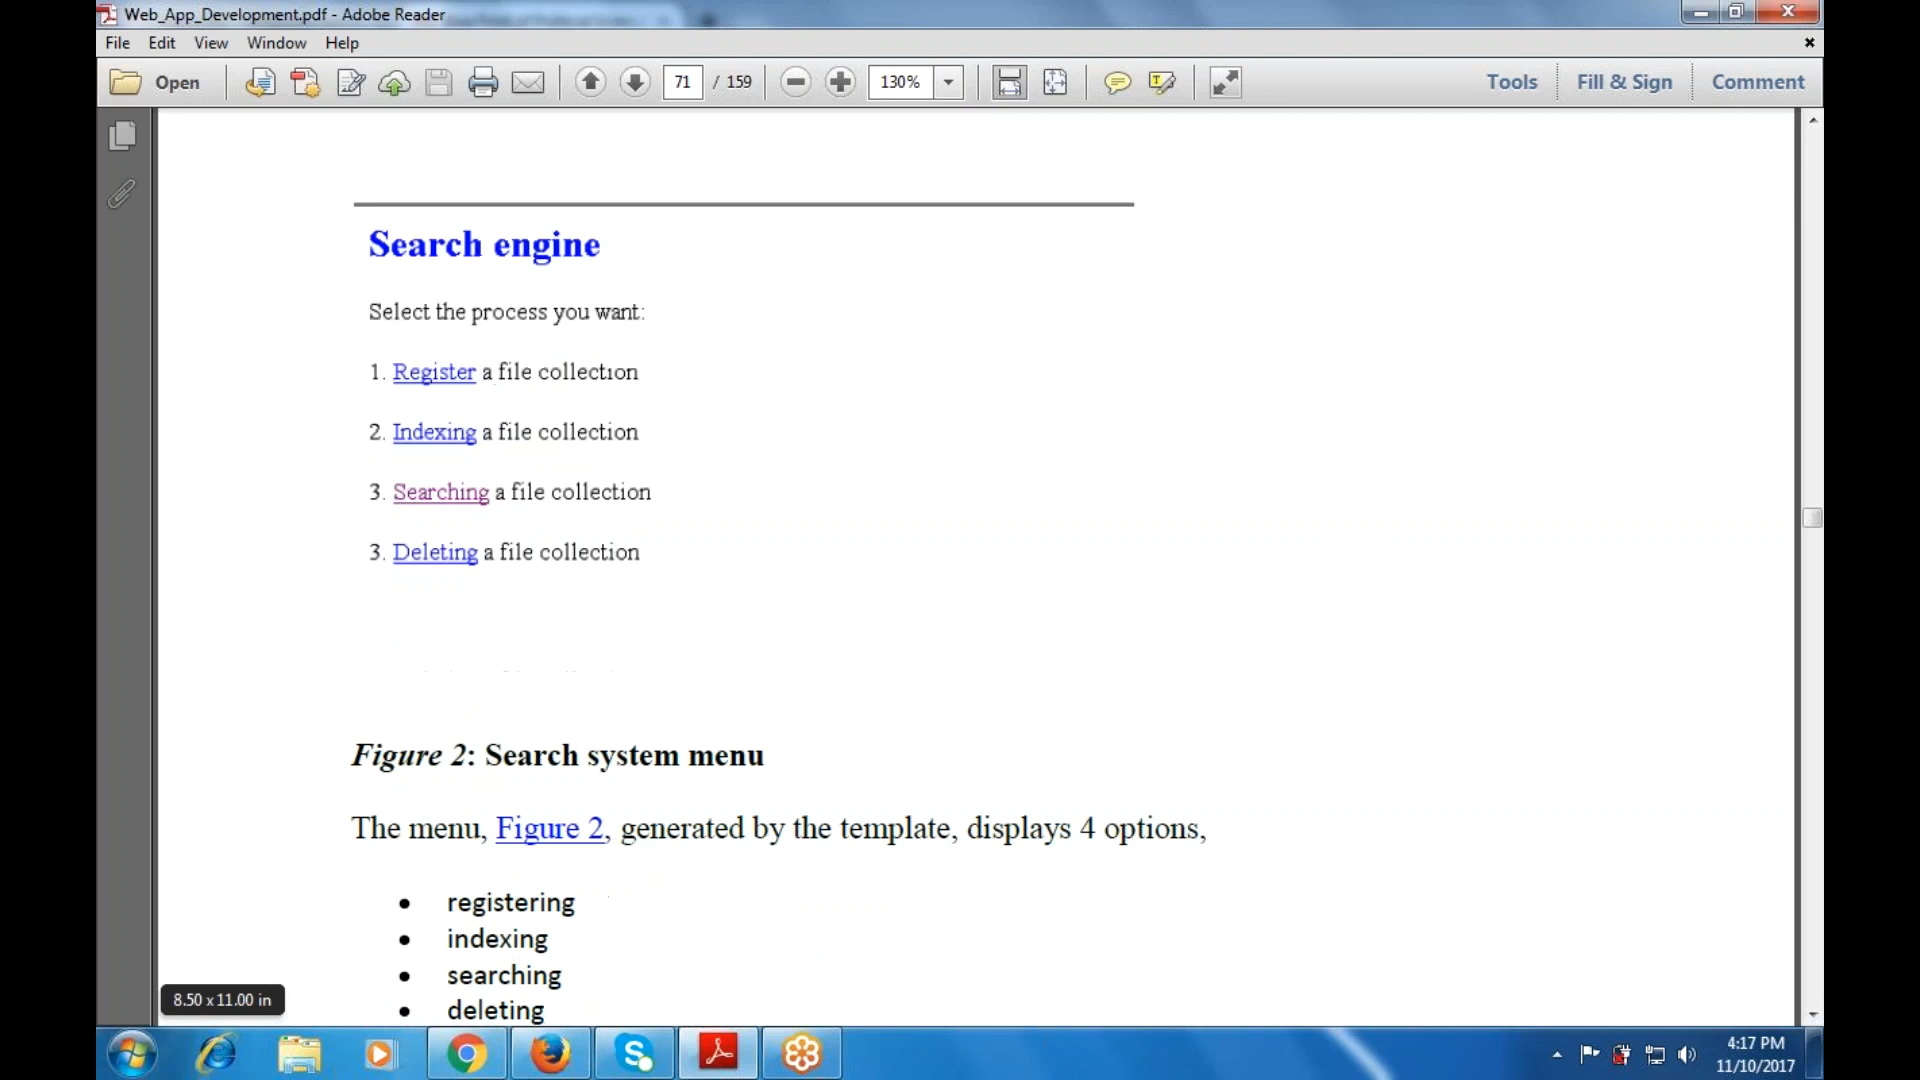 Web_App_Development.pdf - Adobe Reader
File Edit View Window Help
Open 71 / 159 130% Tools Fill & Sign Comment
Search engine
Select the process you want:
1. Register a file collection
2. Indexing a file collection
3. Searching a file collection
3. Deleting a file collection
Figure 2: Search system menu
The menu, Figure 2, generated by the template, displays 4 options,
• registering
• indexing
• searching
• deleting
8.50 x 11.00 in
4:17 PM
11/10/2017